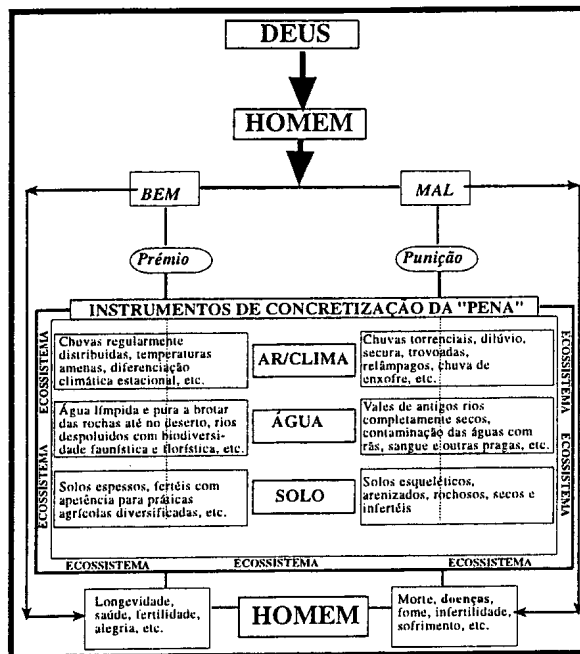 DEUS
HOMEM
BEM
MAL
Prémio
Punição
INSTRUMENTOS DE CONCRETIZAÇÃO DA "PENA"
ECOSSISTEMA
ECOSSISTEMA
Chuvas regularmente
distribuidas, temperaturas
amenas, diferenciação
climática estacional, etc.
AR/CLIMA
Chuvas torrenciais, dilúvio,
secura, trovoadas,
relâmpagos, chuva de
enxofre, etc.
ECOSSISTEMA
ECOSSISTEMA
Água límpida e pura a brotar
das rochas até no deserto, rios
despoluidos com biodiversi-
dade faunística e florística, etc.
ÁGUA
Vales de antigos rios
completamente secos,
contaminação das águas com
rãs, sangue e outras pragas, etc.
Solos espessos, fertéis com
apetência para práticas
agrícolas diversificadas, etc.
SOLO
Solos esqueléticos,
arenizados, rochosos, secos e
infertéis
ECOSSISTEMA
ECOSSISTEMA
ECOSSISTEMA
Longevidade,
saúde, fertilidade,
alegria, etc.
HOMEM
Morte, doenças,
fome, infertilidade,
sofrimento, etc.